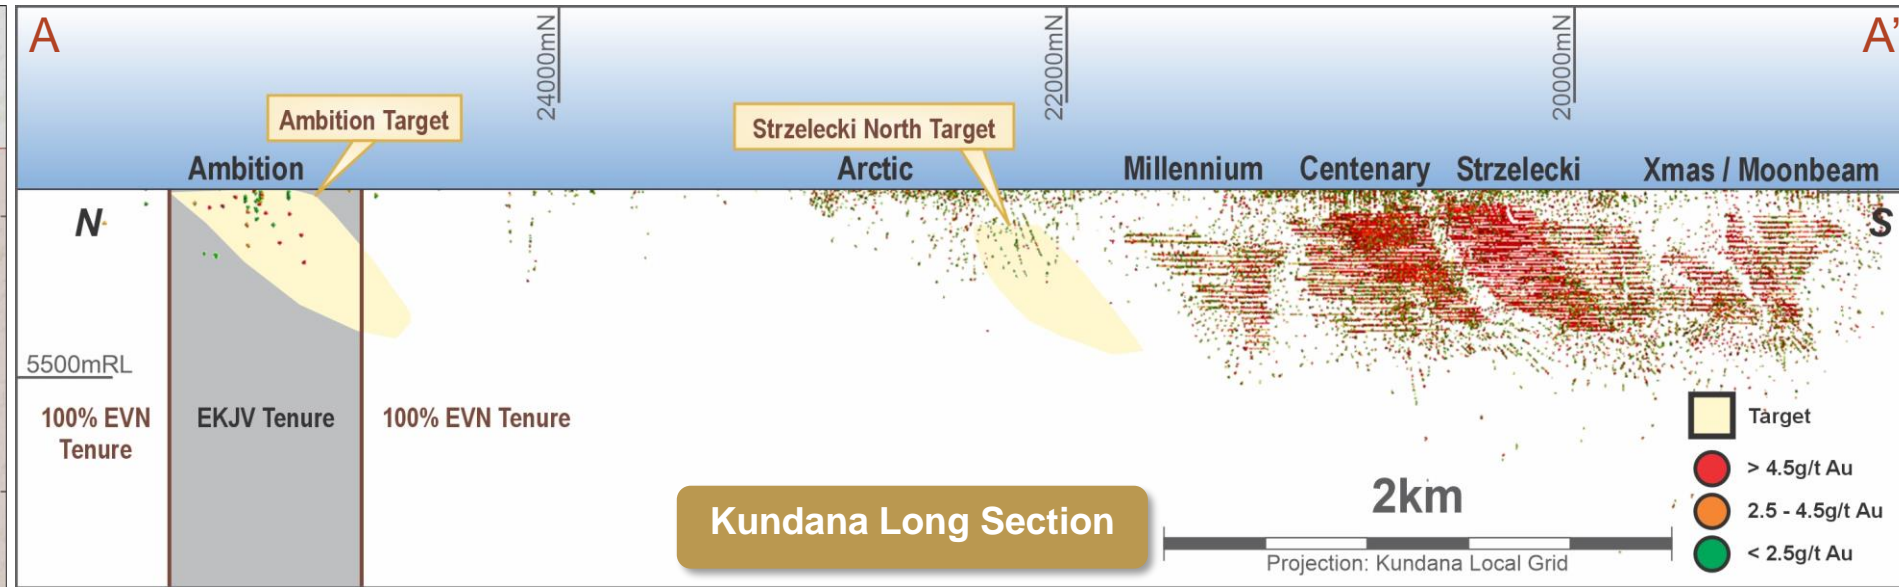 A
A'
24000mN
22000mN
20000mN
Ambition Target
Strzelecki North Target
Ambition
Arctic
Millennium
Centenary
Strzelecki
Xmas / Moonbeam
N
S
5500mRL
100% EVN
Tenure
EKJV Tenure
100% EVN Tenure
Target
> 4.5g/t Au
2.5 - 4.5g/t Au
< 2.5g/t Au
2km
Projection: Kundana Local Grid
Kundana Long Section